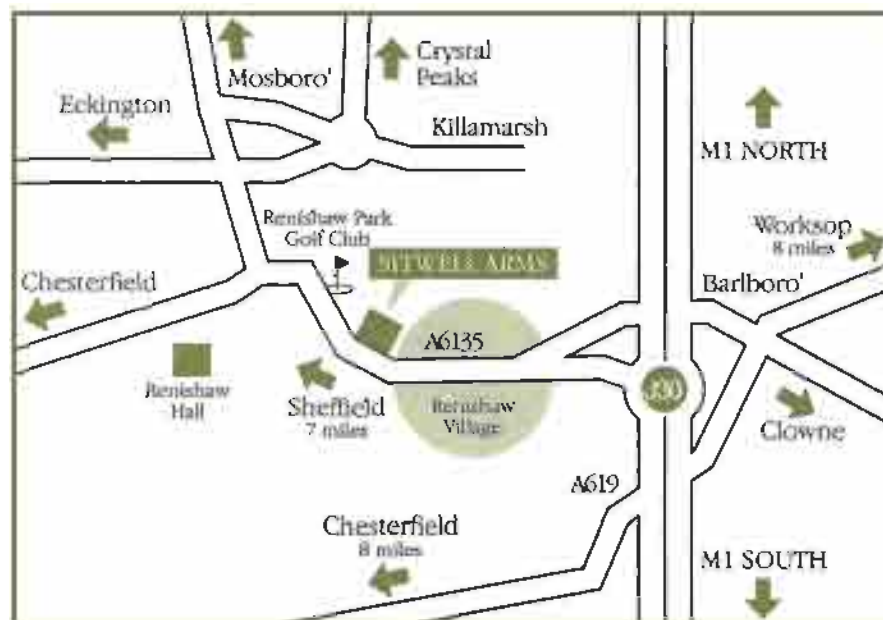 Crystal
Peaks
Mosboro'
Eckington
Killamarsh
M1 NORTH
Renishaw Park
Golf Club
Worksop
8 miles
SITWELL ARMS
Chesterfield
Barlboro'
A6135
Renishaw
Hall
Sheffield
7 miles
Renishaw
Village
J30
Clowne
A619
Chesterfield
8 miles
M1 SOUTH